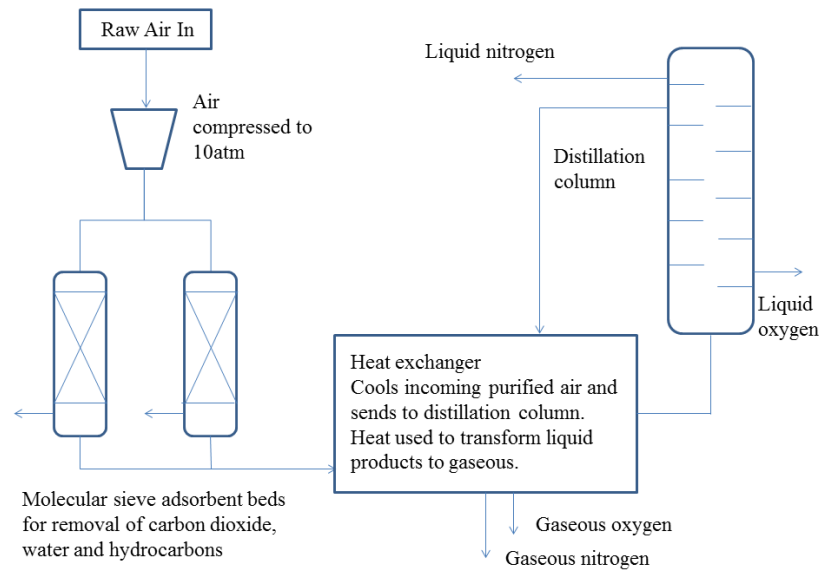 Raw Air In
Air
compressed to
10atm
Liquid nitrogen
Distillation
column
Liquid
oxygen
Heat exchanger
Cools incoming purified air and
sends to distillation column.
Heat used to transform liquid
products to gaseous.
Molecular sieve adsorbent beds
for removal of carbon dioxide,
water and hydrocarbons
Gaseous oxygen
Gaseous nitrogen